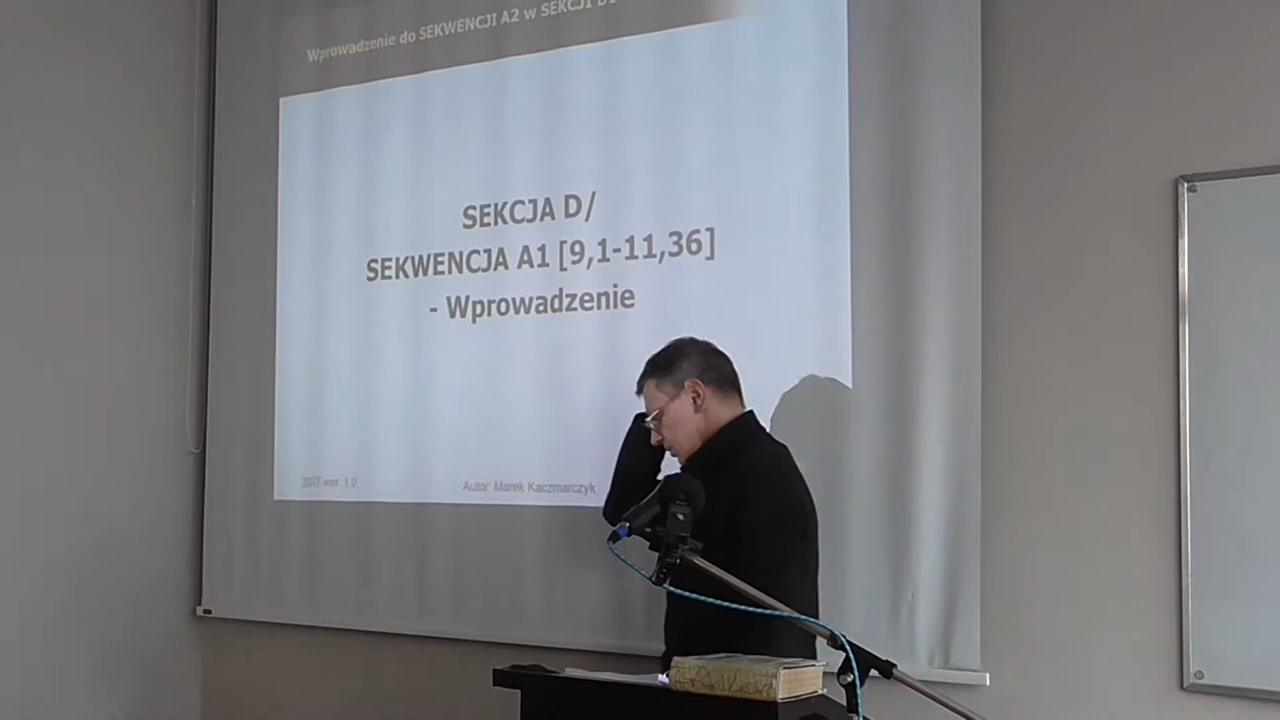 Wprowadzenie do SEKWENCJI A2 w SEKCJI D1
SEKCJA D/
SEKWENCJA A1 [9,1-11,36]
- Wprowadzenie
2017 wer. 1.0
Autor: Marek Kaczmarczyk